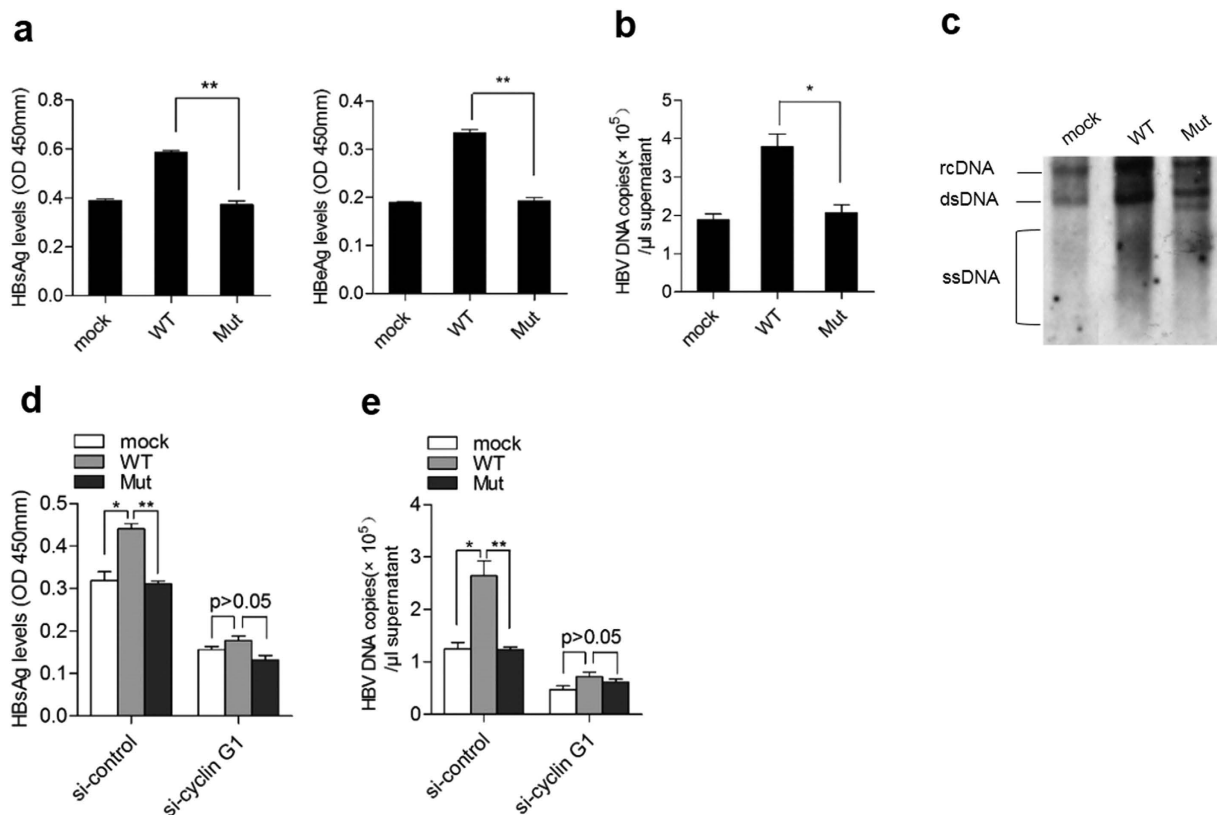 a
HBsAg levels (OD 450mm)
0.8
0.6
0.4
0.2
0.0
**
mock
WT
Mut
HBeAg levels (OD 450mm)
0.4
0.3
0.2
0.1
0.0
**
mock
WT
Mut
b
HBV DNA copies(× 10⁵)
/µl supernatant
5
4
3
2
1
0
*
mock
WT
Mut
c
mock
WT
Mut
rcDNA
dsDNA
ssDNA
d
mock
WT
Mut
HBsAg levels (OD 450mm)
0.5
0.4
0.3
0.2
0.1
0.0
*
**
p>0.05
si-control
si-cyclin G1
e
mock
WT
Mut
HBV DNA copies(× 10⁵)
/µl supernatant
4
3
2
1
0
*
**
p>0.05
si-control
si-cyclin G1